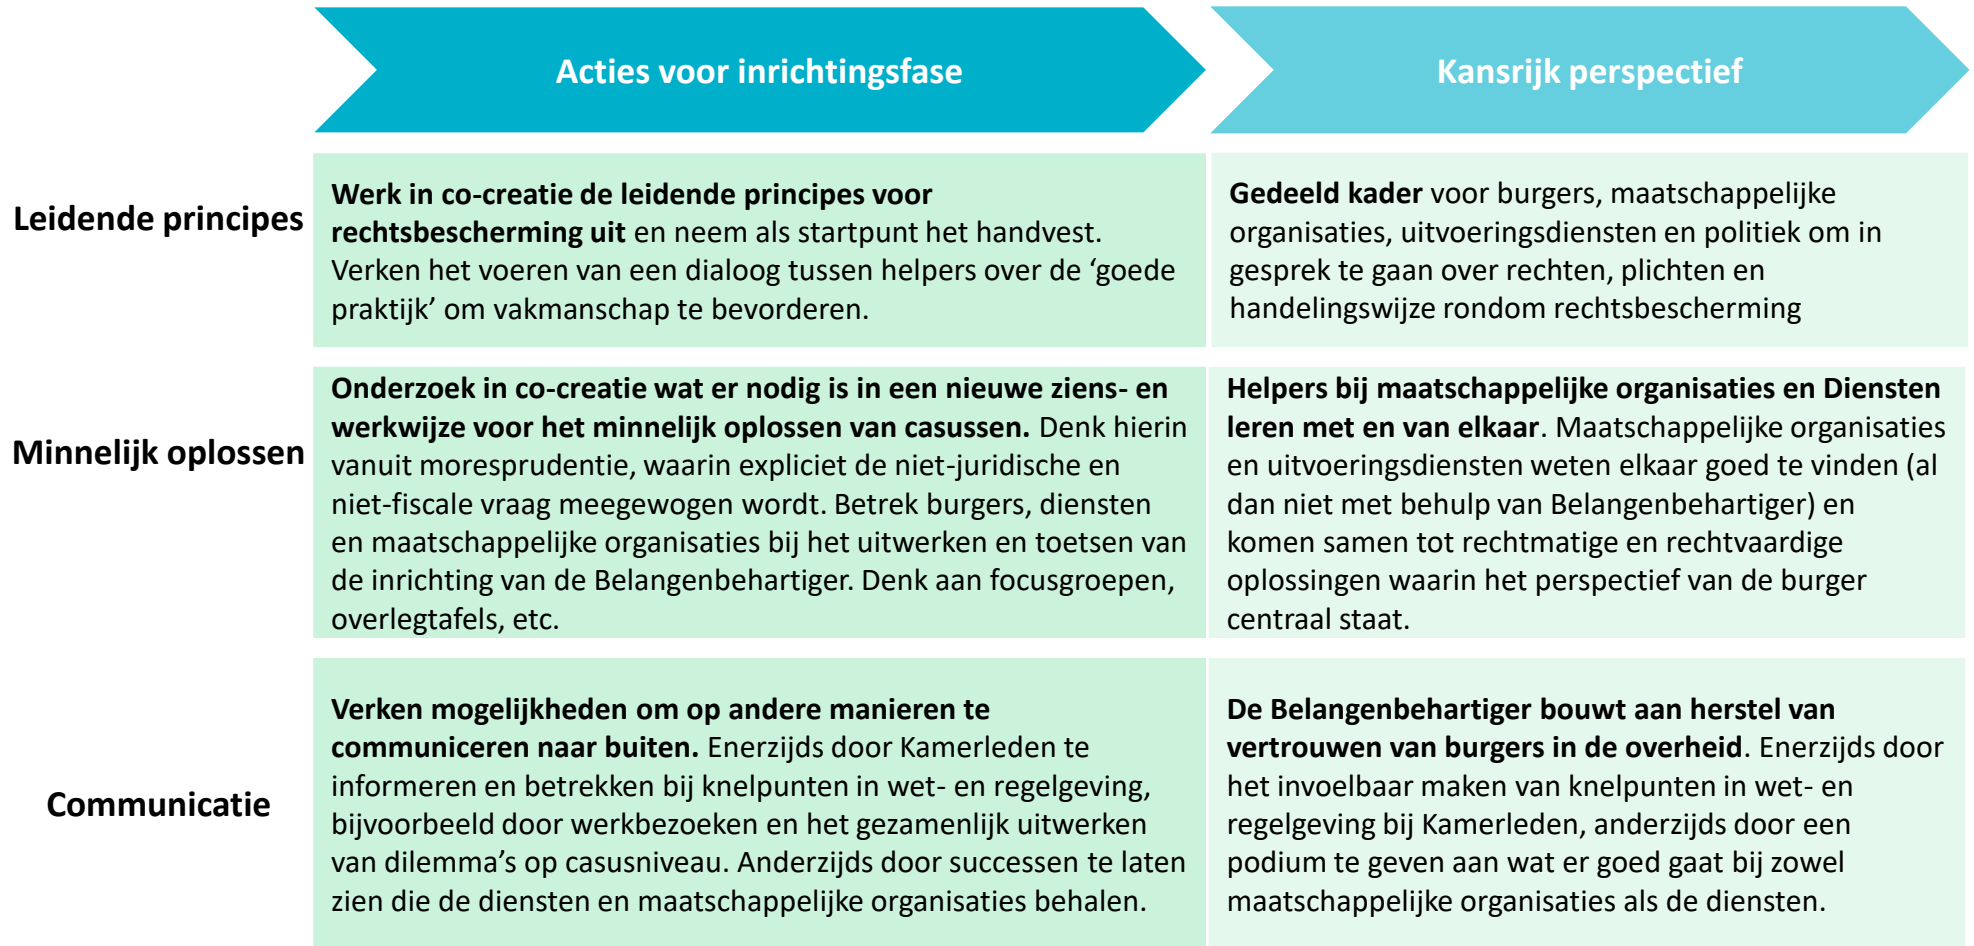 Acties voor inrichtingsfase
Kansrijk perspectief
Leidende principes
Werk in co-creatie de leidende principes voor
rechtsbescherming uit en neem als startpunt het handvest.
Verken het voeren van een dialoog tussen helpers over de ‘goede
praktijk’ om vakmanschap te bevorderen.
Gedeeld kader voor burgers, maatschappelijke
organisaties, uitvoeringsdiensten en politiek om in
gesprek te gaan over rechten, plichten en
handelingswijze rondom rechtsbescherming
Minnelijk oplossen
Onderzoek in co-creatie wat er nodig is in een nieuwe ziens- en
werkwijze voor het minnelijk oplossen van casussen. Denk hierin
vanuit moresprudentie, waarin expliciet de niet-juridische en
niet-fiscale vraag meegewogen wordt. Betrek burgers, diensten
en maatschappelijke organisaties bij het uitwerken en toetsen van
de inrichting van de Belangenbehartiger. Denk aan focusgroepen,
overlegtafels, etc.
Helpers bij maatschappelijke organisaties en Diensten
leren met en van elkaar. Maatschappelijke organisaties
en uitvoeringsdiensten weten elkaar goed te vinden (al
dan niet met behulp van Belangenbehartiger) en
komen samen tot rechtmatige en rechtvaardige
oplossingen waarin het perspectief van de burger
centraal staat.
Communicatie
Verken mogelijkheden om op andere manieren te
communiceren naar buiten. Enerzijds door Kamerleden te
informeren en betrekken bij knelpunten in wet- en regelgeving,
bijvoorbeeld door werkbezoeken en het gezamenlijk uitwerken
van dilemma’s op casusniveau. Anderzijds door successen te laten
zien die de diensten en maatschappelijke organisaties behalen.
De Belangenbehartiger bouwt aan herstel van
vertrouwen van burgers in de overheid. Enerzijds door
het invoelbaar maken van knelpunten in wet- en
regelgeving bij Kamerleden, anderzijds door een
podium te geven aan wat er goed gaat bij zowel
maatschappelijke organisaties als de diensten.